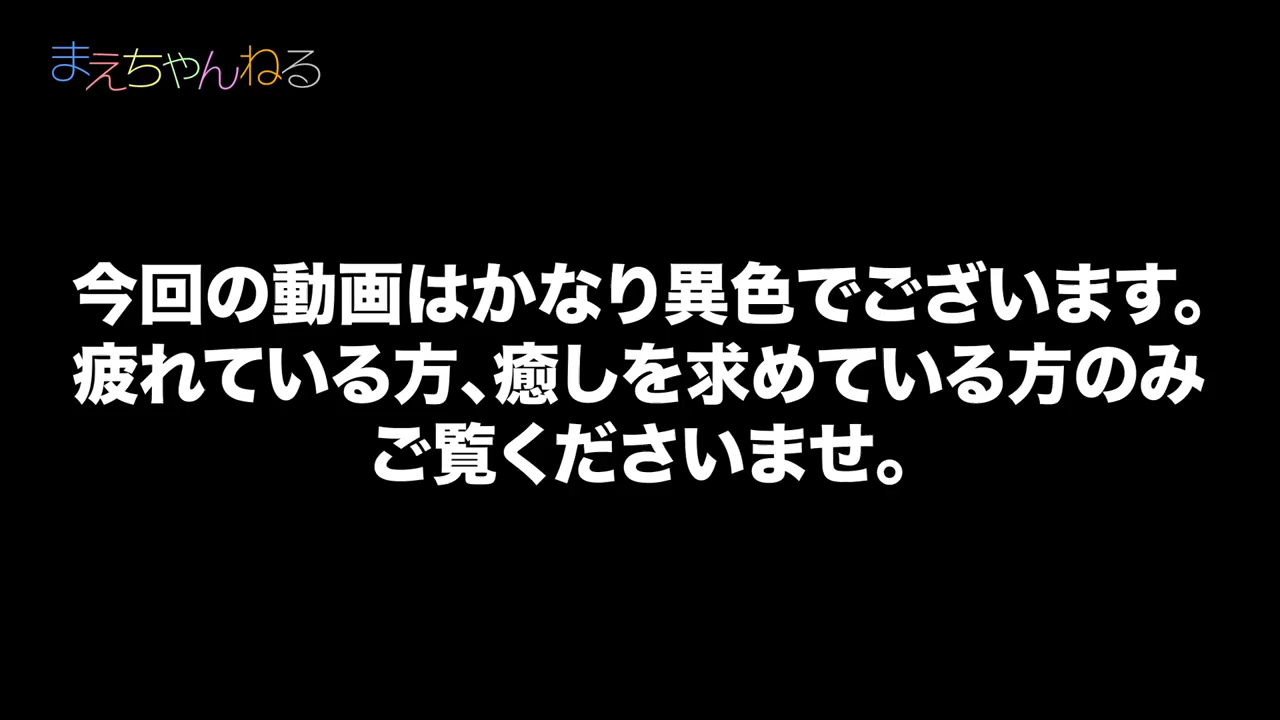 まえちゃんねる
今回の動画はかなり異色でございます。
疲れている方、癒しを求めている方のみ
ご覧くださいませ。